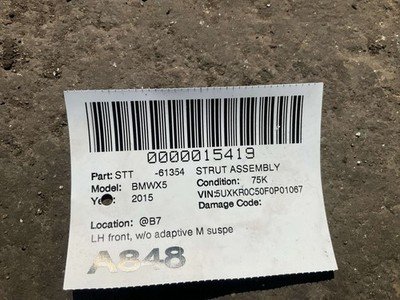 0000015419
Part: STT -61354 STRUT ASSEMBLY
Model: BMWX5 Condition: 75K
Ye r: 2015 VIN:5UXKR0C50F0P01067
Damage Code:
Location: @B7
LH front, w/o adaptive M suspe
A848